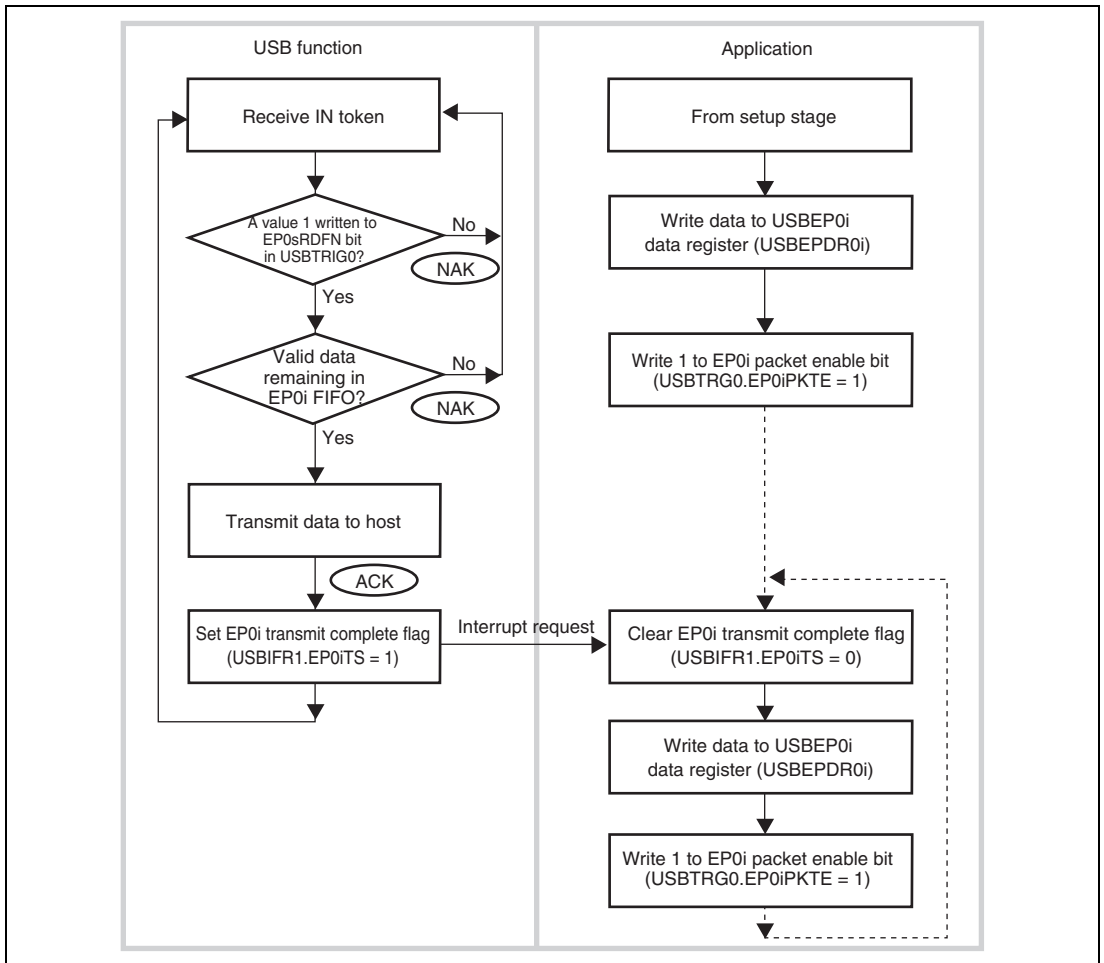 USB function
Receive IN token
A value 1 written to
EP0sRDFN bit
in USBTRIG0?
No
NAK
Yes
Valid data
remaining in
EP0i FIFO?
No
NAK
Yes
Transmit data to host
ACK
Set EP0i transmit complete flag
(USBIFR1.EP0iTS = 1)
Interrupt request
Application
From setup stage
Write data to USBEP0i
data register (USBEPDR0i)
Write 1 to EP0i packet enable bit
(USBTRG0.EP0iPKTE = 1)
Clear EP0i transmit complete flag
(USBIFR1.EP0iTS = 0)
Write data to USBEP0i
data register (USBEPDR0i)
Write 1 to EP0i packet enable bit
(USBTRG0.EP0iPKTE = 1)